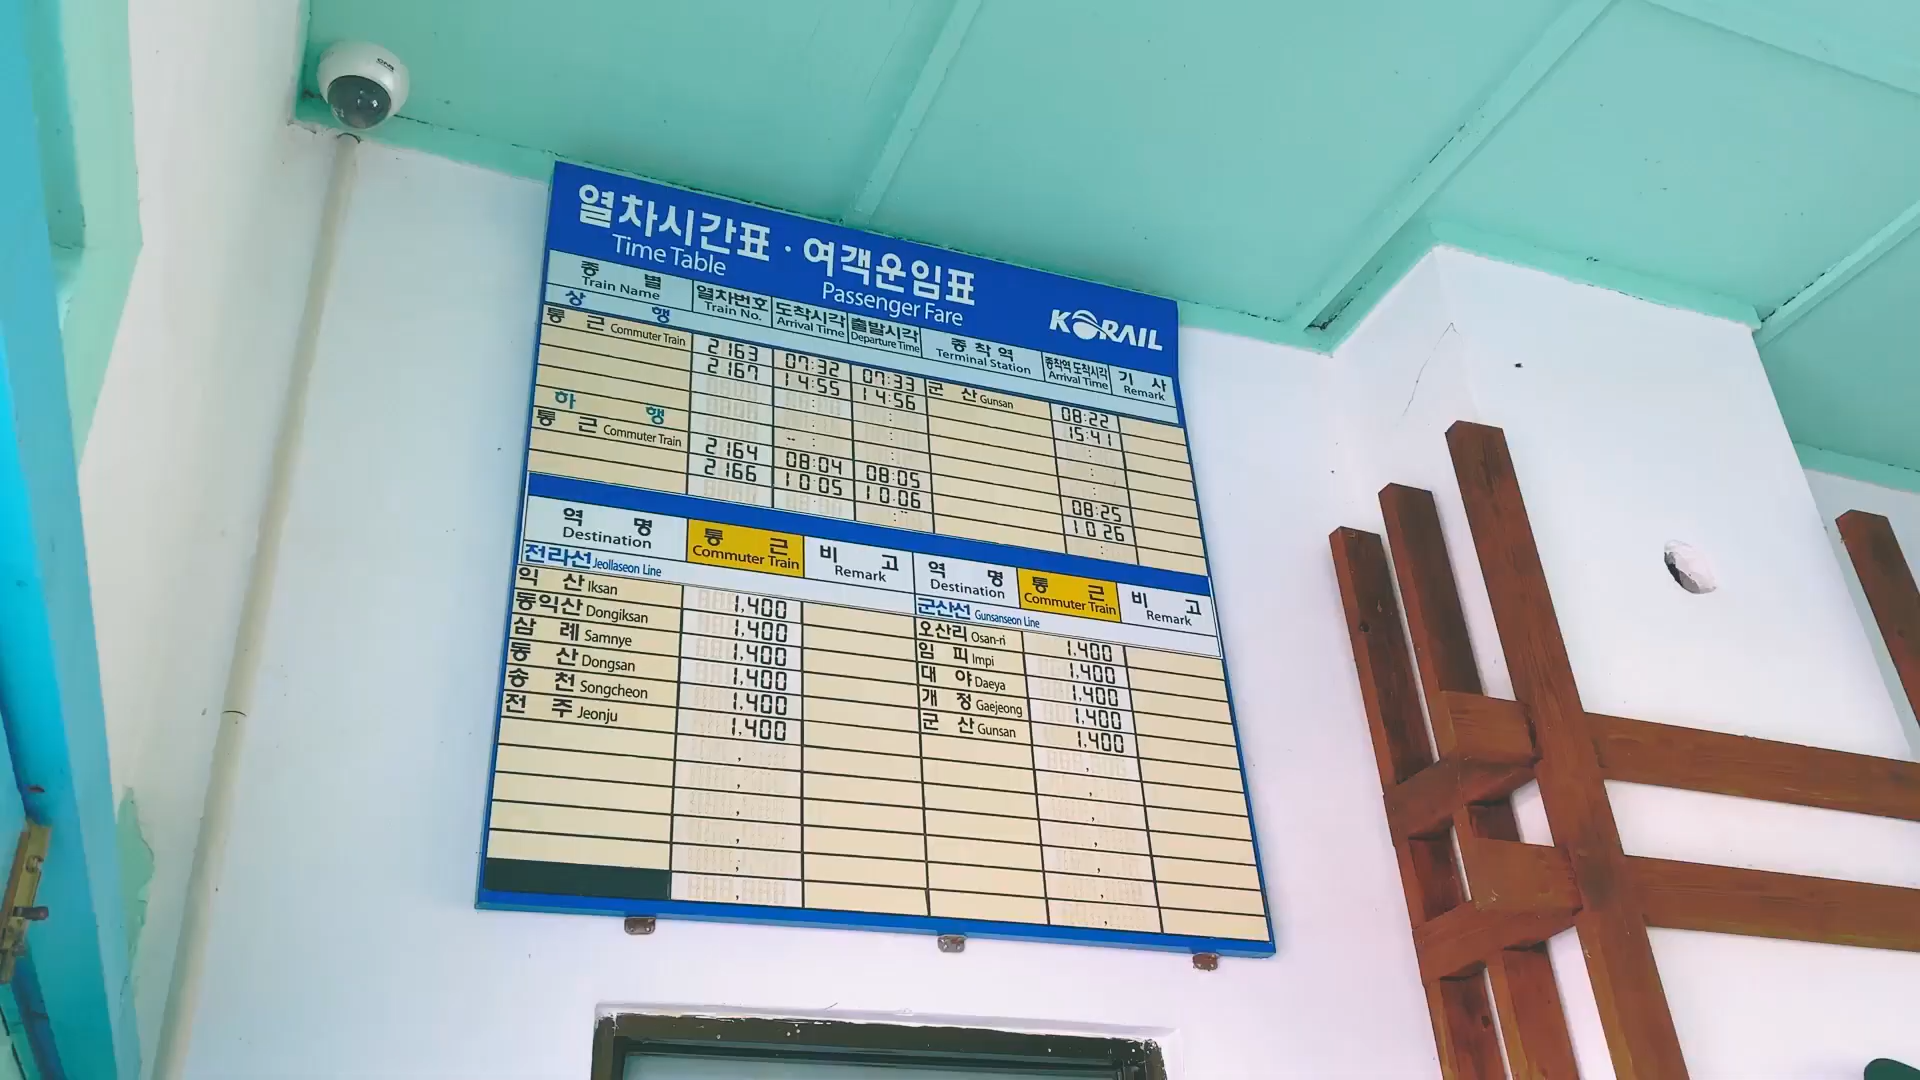 열차시간표 · 여객운임표
Time Table Passenger Fare
KORAIL
종 별 열차번호 도착시각 출발시각 종 착 역 종착역 도착시각 기 사
Train Name Train No. Arrival Time Departure Time Terminal Station Arrival Time Remark
상 행
통 근 Commuter Train 2163 07:32 07:33 군 산 Gunsan 08:22
2167 14:55 14:56 15:41
하 행
통 근 Commuter Train 2164 08:04 08:05 08:25
2166 10:05 10:06 10:26
역 명 통 근 비 고 역 명 통 근 비 고
Destination Commuter Train Remark Destination Commuter Train Remark
전라선 Jeollaseon Line 군산선 Gunsanseon Line
익 산 Iksan 1,400 오산리 Osan-ri 1,400
동익산 Dongiksan 1,400 임 피 Impi 1,400
삼 례 Samnye 1,400 대 야 Daeya 1,400
동 산 Dongsan 1,400 개 정 Gaejeong 1,400
송 천 Songcheon 1,400 군 산 Gunsan 1,400
전 주 Jeonju 1,400